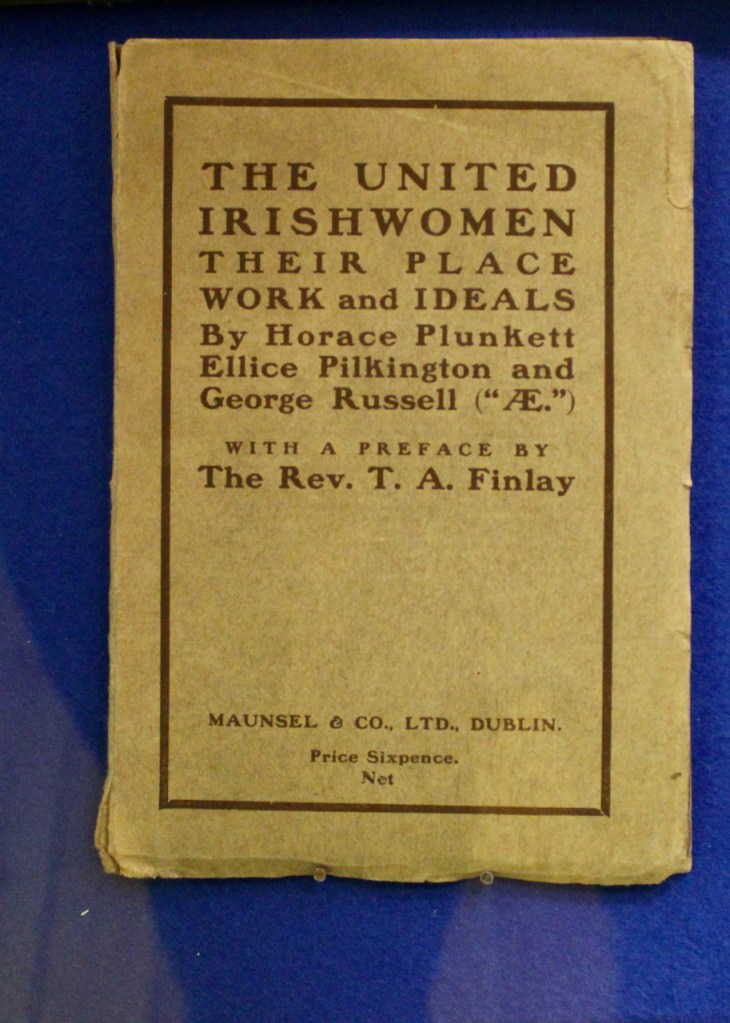 THE UNITED
IRISHWOMEN
THEIR PLACE
WORK and IDEALS
By Horace Plunkett
Ellice Pilkington and
George Russell (“Æ.”)
WITH A PREFACE BY
The Rev. T. A. Finlay
MAUNSEL & CO., LTD., DUBLIN.
Price Sixpence.
Net